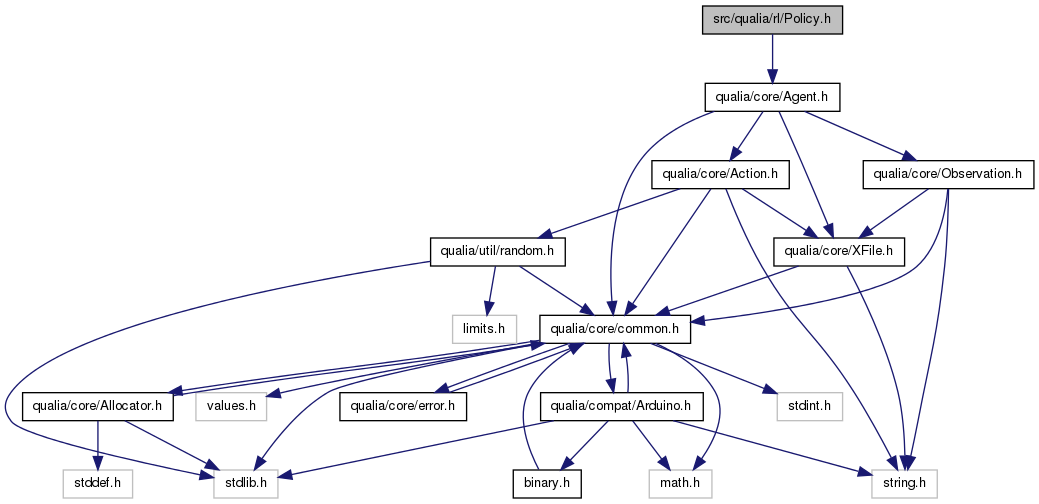 src/qualia/rl/Policy.h
qualia/core/Agent.h
qualia/core/Action.h
qualia/core/Observation.h
qualia/util/random.h
qualia/core/XFile.h
limits.h
qualia/core/common.h
qualia/core/Allocator.h
values.h
qualia/core/error.h
qualia/compat/Arduino.h
stdint.h
stddef.h
stdlib.h
binary.h
math.h
string.h